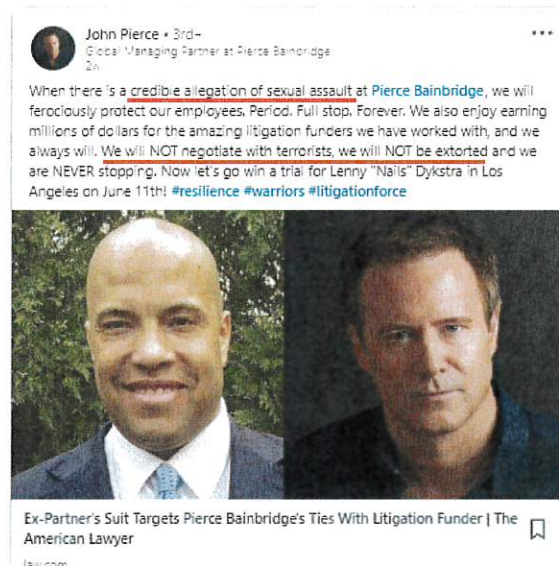 John Pierce • 3rd+
Global Managing Partner at Pierce Bainbridge
2w
When there is a credible allegation of sexual assault at Pierce Bainbridge, we will
ferociously protect our employees. Period. Full stop. Forever. We also enjoy earning
millions of dollars for the amazing litigation funders we have worked with, and we
always will. We will NOT negotiate with terrorists, we will NOT be extorted and we
are NEVER stopping. Now let's go win a trial for Lenny "Nails" Dykstra in Los
Angeles on June 11th! #resilience #warriors #litigationforce
Ex-Partner's Suit Targets Pierce Bainbridge's Ties With Litigation Funder | The
American Lawyer
law.com